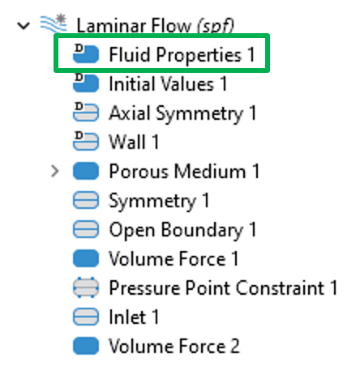 Laminar Flow (spf)
D Fluid Properties 1
D Initial Values 1
D Axial Symmetry 1
D Wall 1
Porous Medium 1
Symmetry 1
Open Boundary 1
Volume Force 1
Pressure Point Constraint 1
Inlet 1
Volume Force 2